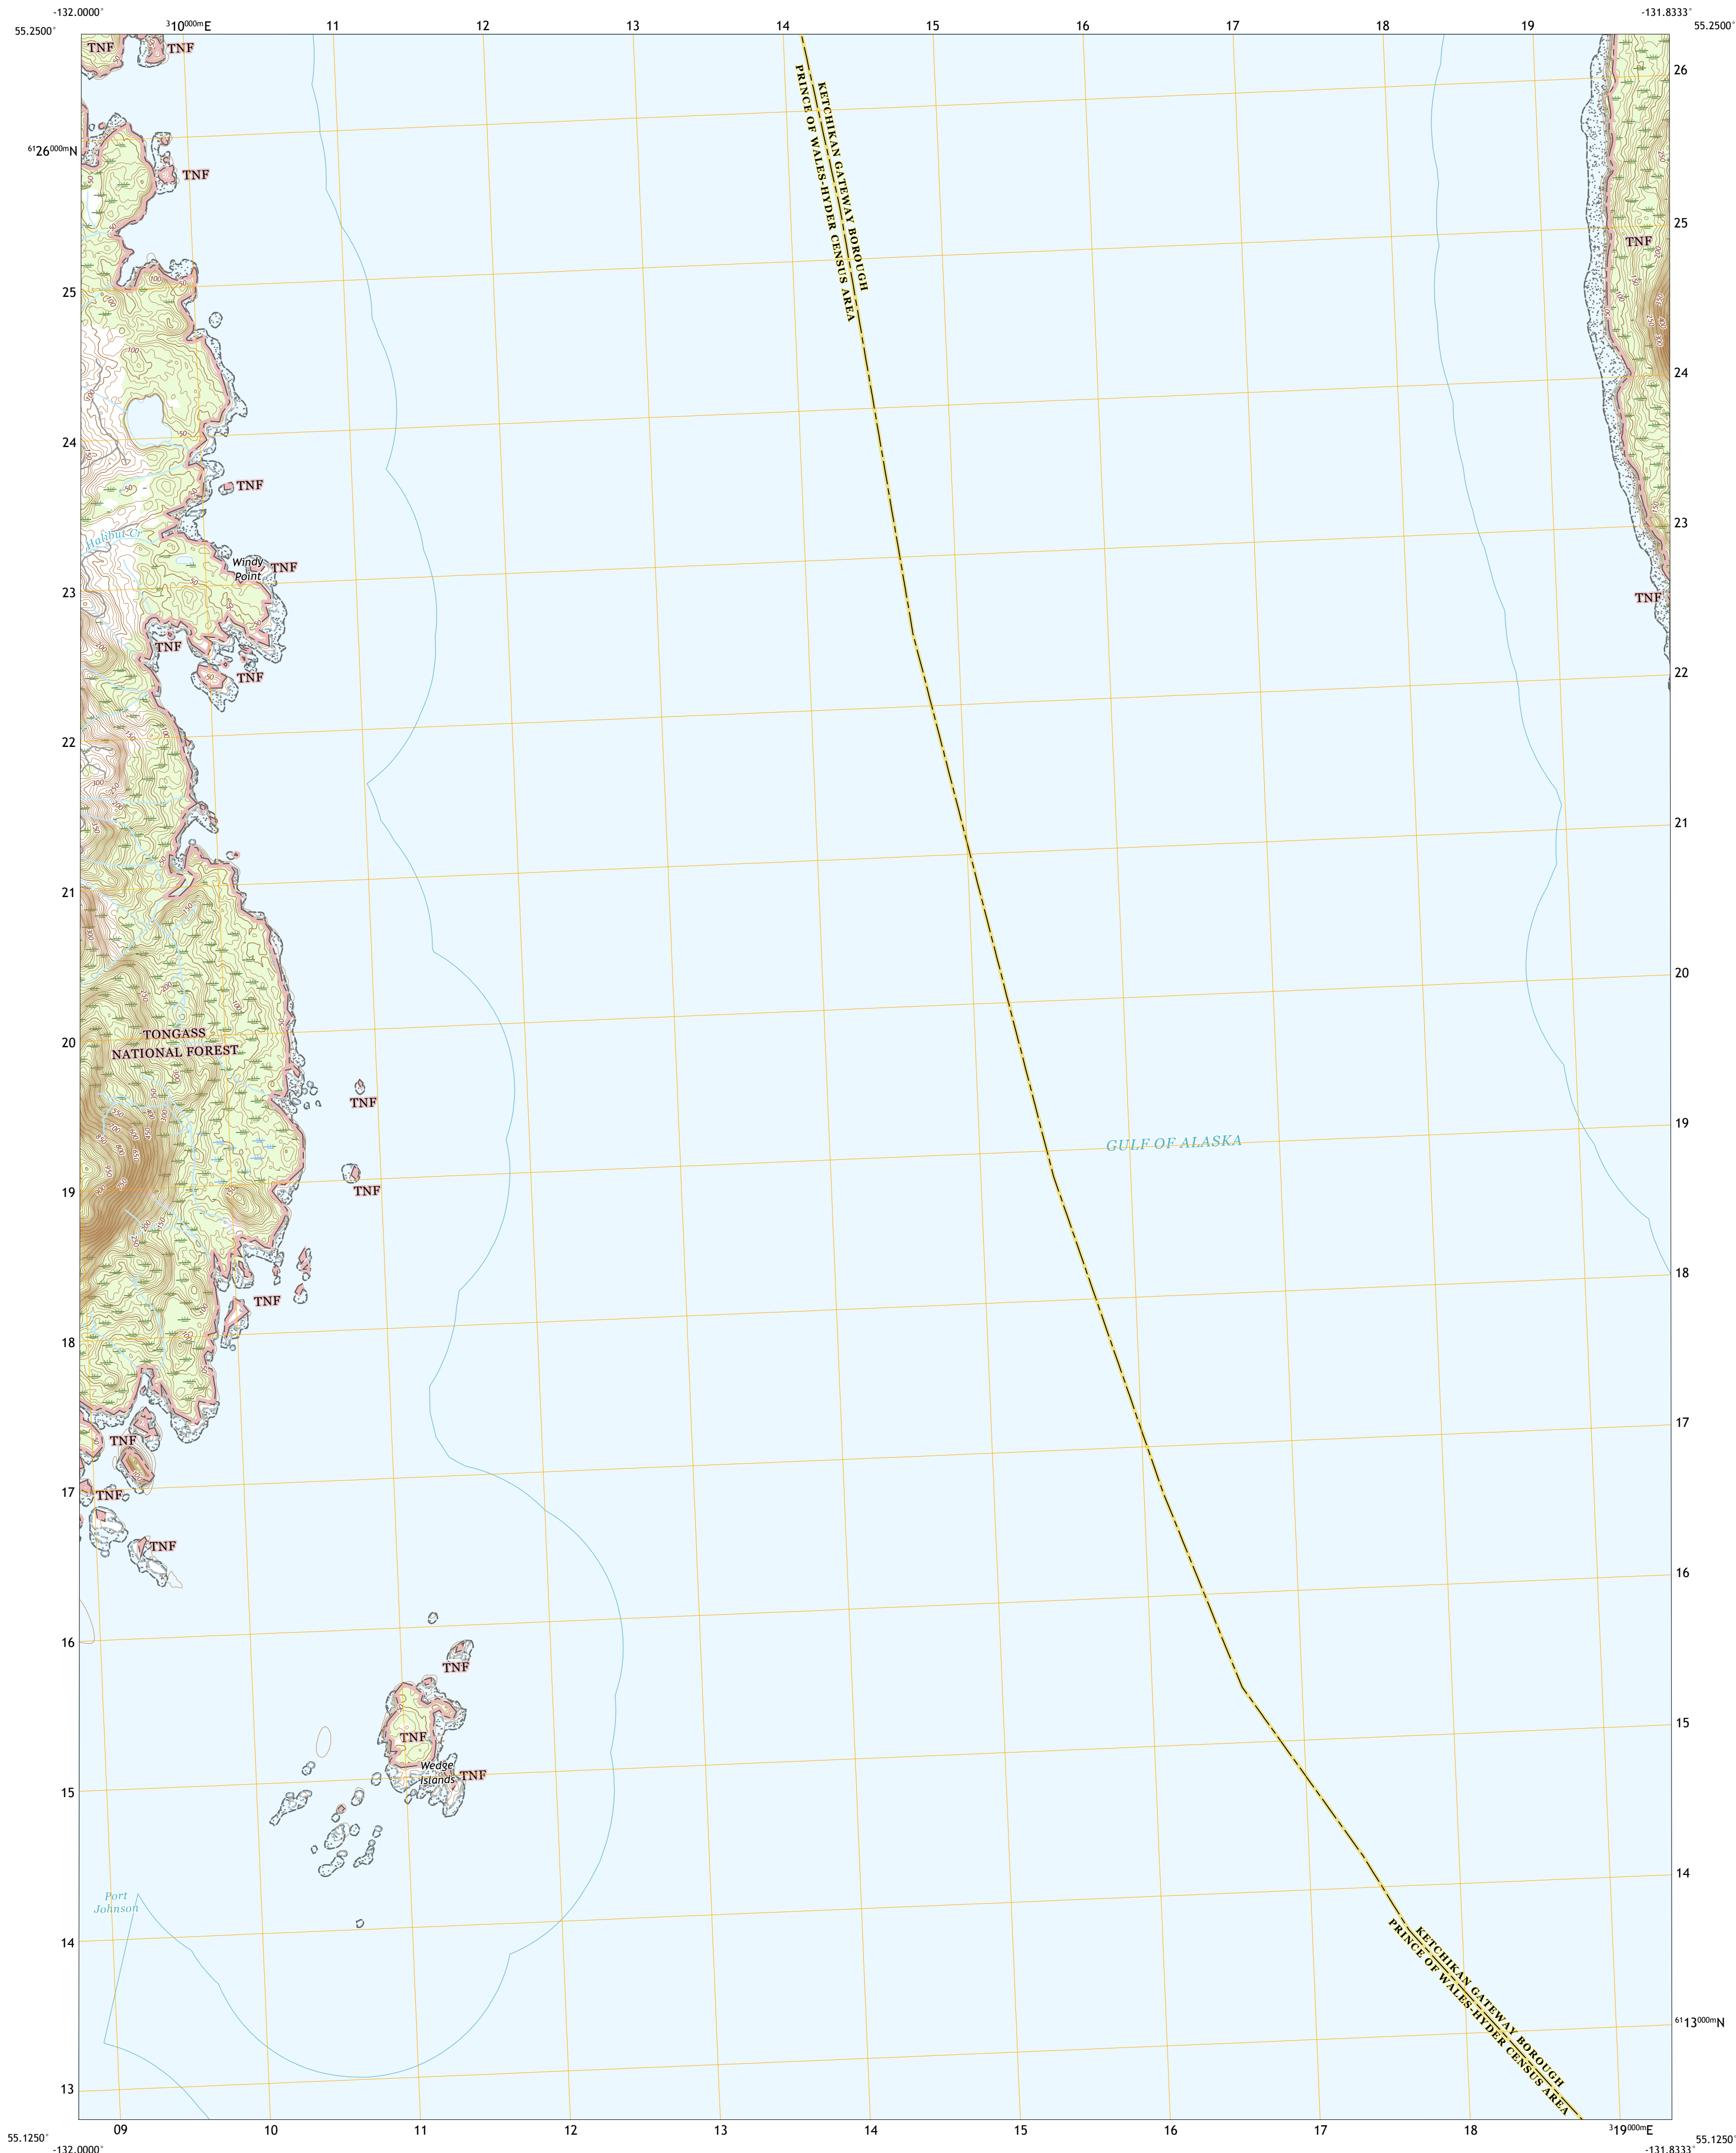 -132.0000°
-131.8333°
55.2500°
³10⁰⁰⁰ᵐE
11
12
13
14
15
16
17
18
19
55.2500°
TNF
TNF
26
⁶¹26⁰⁰⁰ᵐN
KETCHIKAN GATEWAY BOROUGH
PRINCE OF WALES-HYDER CENSUS AREA
TNF
25
TNF
25
24
24
TNF
23
Halibut Cr
Windy
Point
TNF
23
TNF
TNF
TNF
22
22
21
21
20
TONGASS
NATIONAL FOREST
20
TNF
19
GULF OF ALASKA
TNF
19
18
TNF
18
17
TNF
17
TNF
TNF
16
16
TNF
15
TNF
Wedge
Islands
TNF
15
14
Port
Johnson
14
KETCHIKAN GATEWAY BOROUGH
PRINCE OF WALES-HYDER CENSUS AREA
⁶¹13⁰⁰⁰ᵐN
13
09
10
11
12
13
14
15
16
17
18
³19⁰⁰⁰ᵐE
55.1250°
55.1250°
-132.0000°
-131.8333°